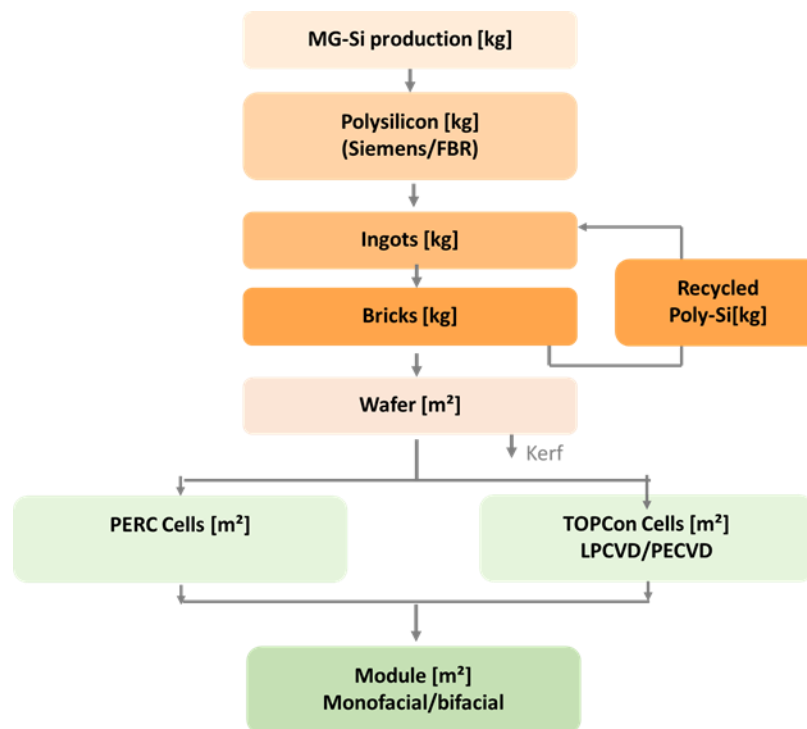 MG-Si production [kg]
Polysilicon [kg]
(Siemens/FBR)
Ingots [kg]
Recycled
Poly-Si[kg]
Bricks [kg]
Wafer [m²]
Kerf
PERC Cells [m²]
TOPCon Cells [m²]
LPCVD/PECVD
Module [m²]
Monofacial/bifacial